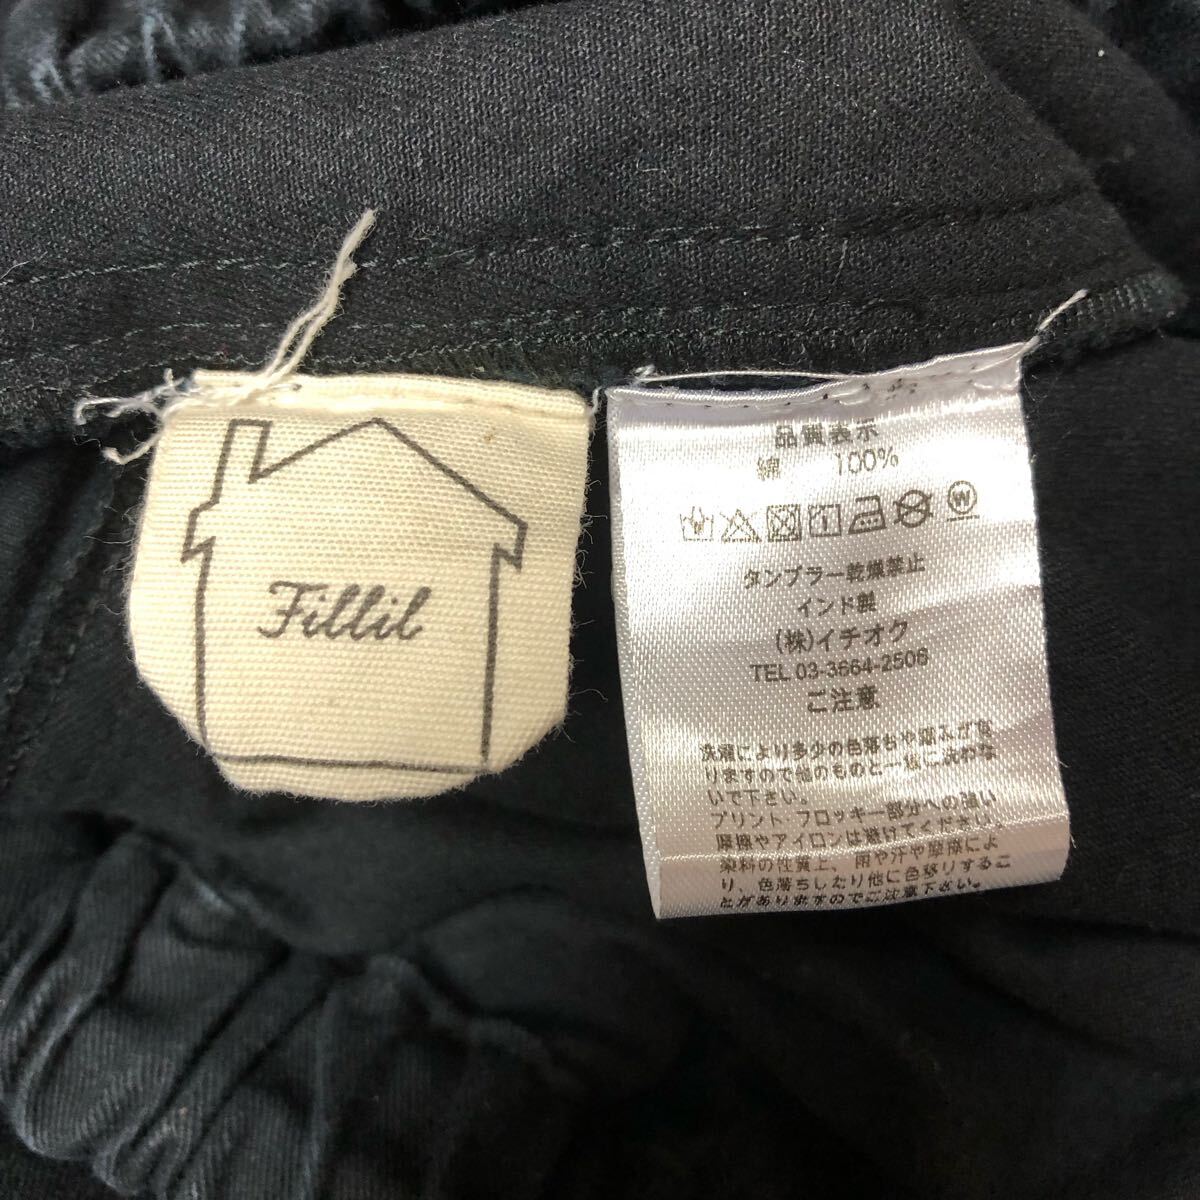 Fillil
品質表示
綿 100%
W
タンブラー乾燥禁止
インド製
(株)イチオク
TEL 03-3664-2506
ご注意
洗濯により多少の色落ちや縮みが有
りますので他のものと一緒に洗わな
いで下さい。
プリント・フロッキー部分への強い
摩擦やアイロンは避けてください。
染料の性質上、雨や汗や摩擦によ
り、色落ちしたり他に色移りするこ
とがありますのでご注意下さい。